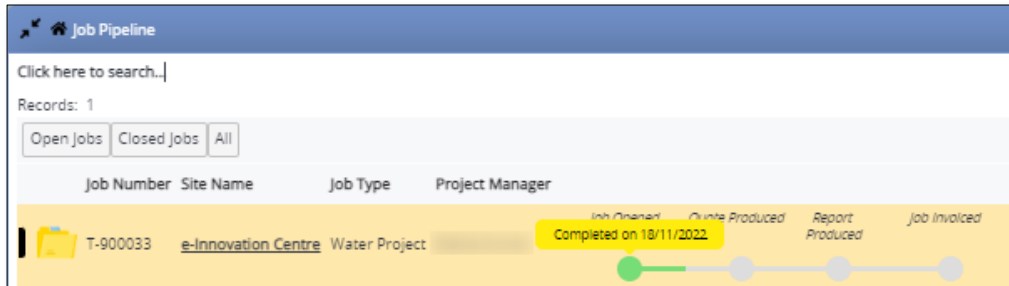 Job Pipeline
Click here to search..
Records: 1
Open Jobs Closed Jobs All
Job Number Site Name Job Type Project Manager
Job Opened Quote Produced Report Produced Job Invoiced
T-900033 e-Innovation Centre Water Project
Completed on 18/11/2022